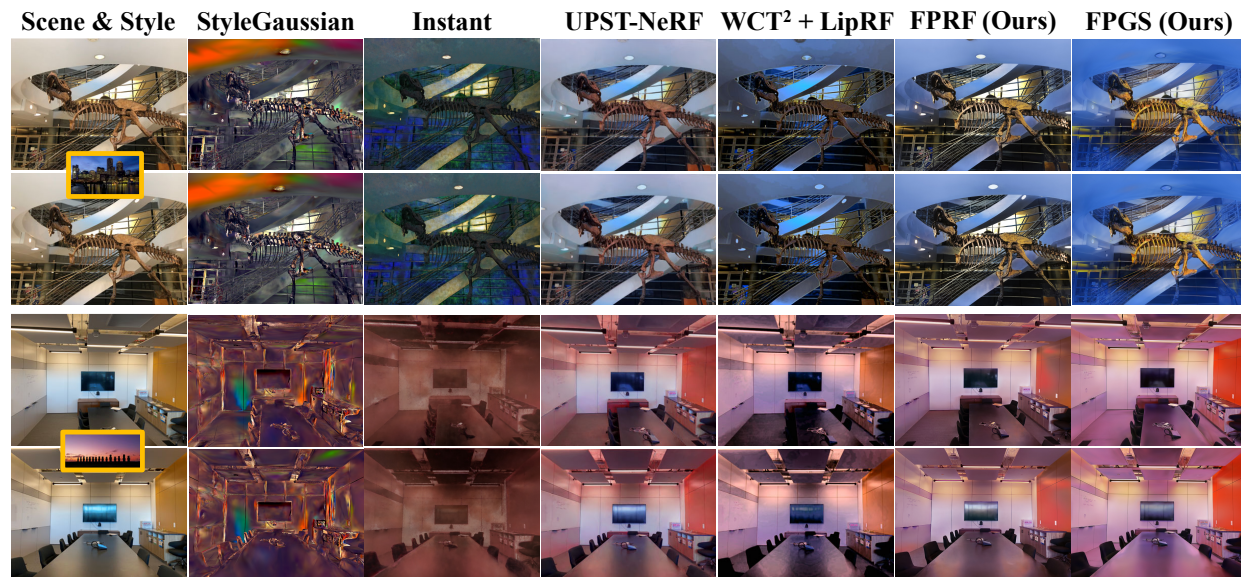 Scene & Style StyleGaussian Instant UPST-NeRF WCT² + LipRF FPRF (Ours) FPGS (Ours)